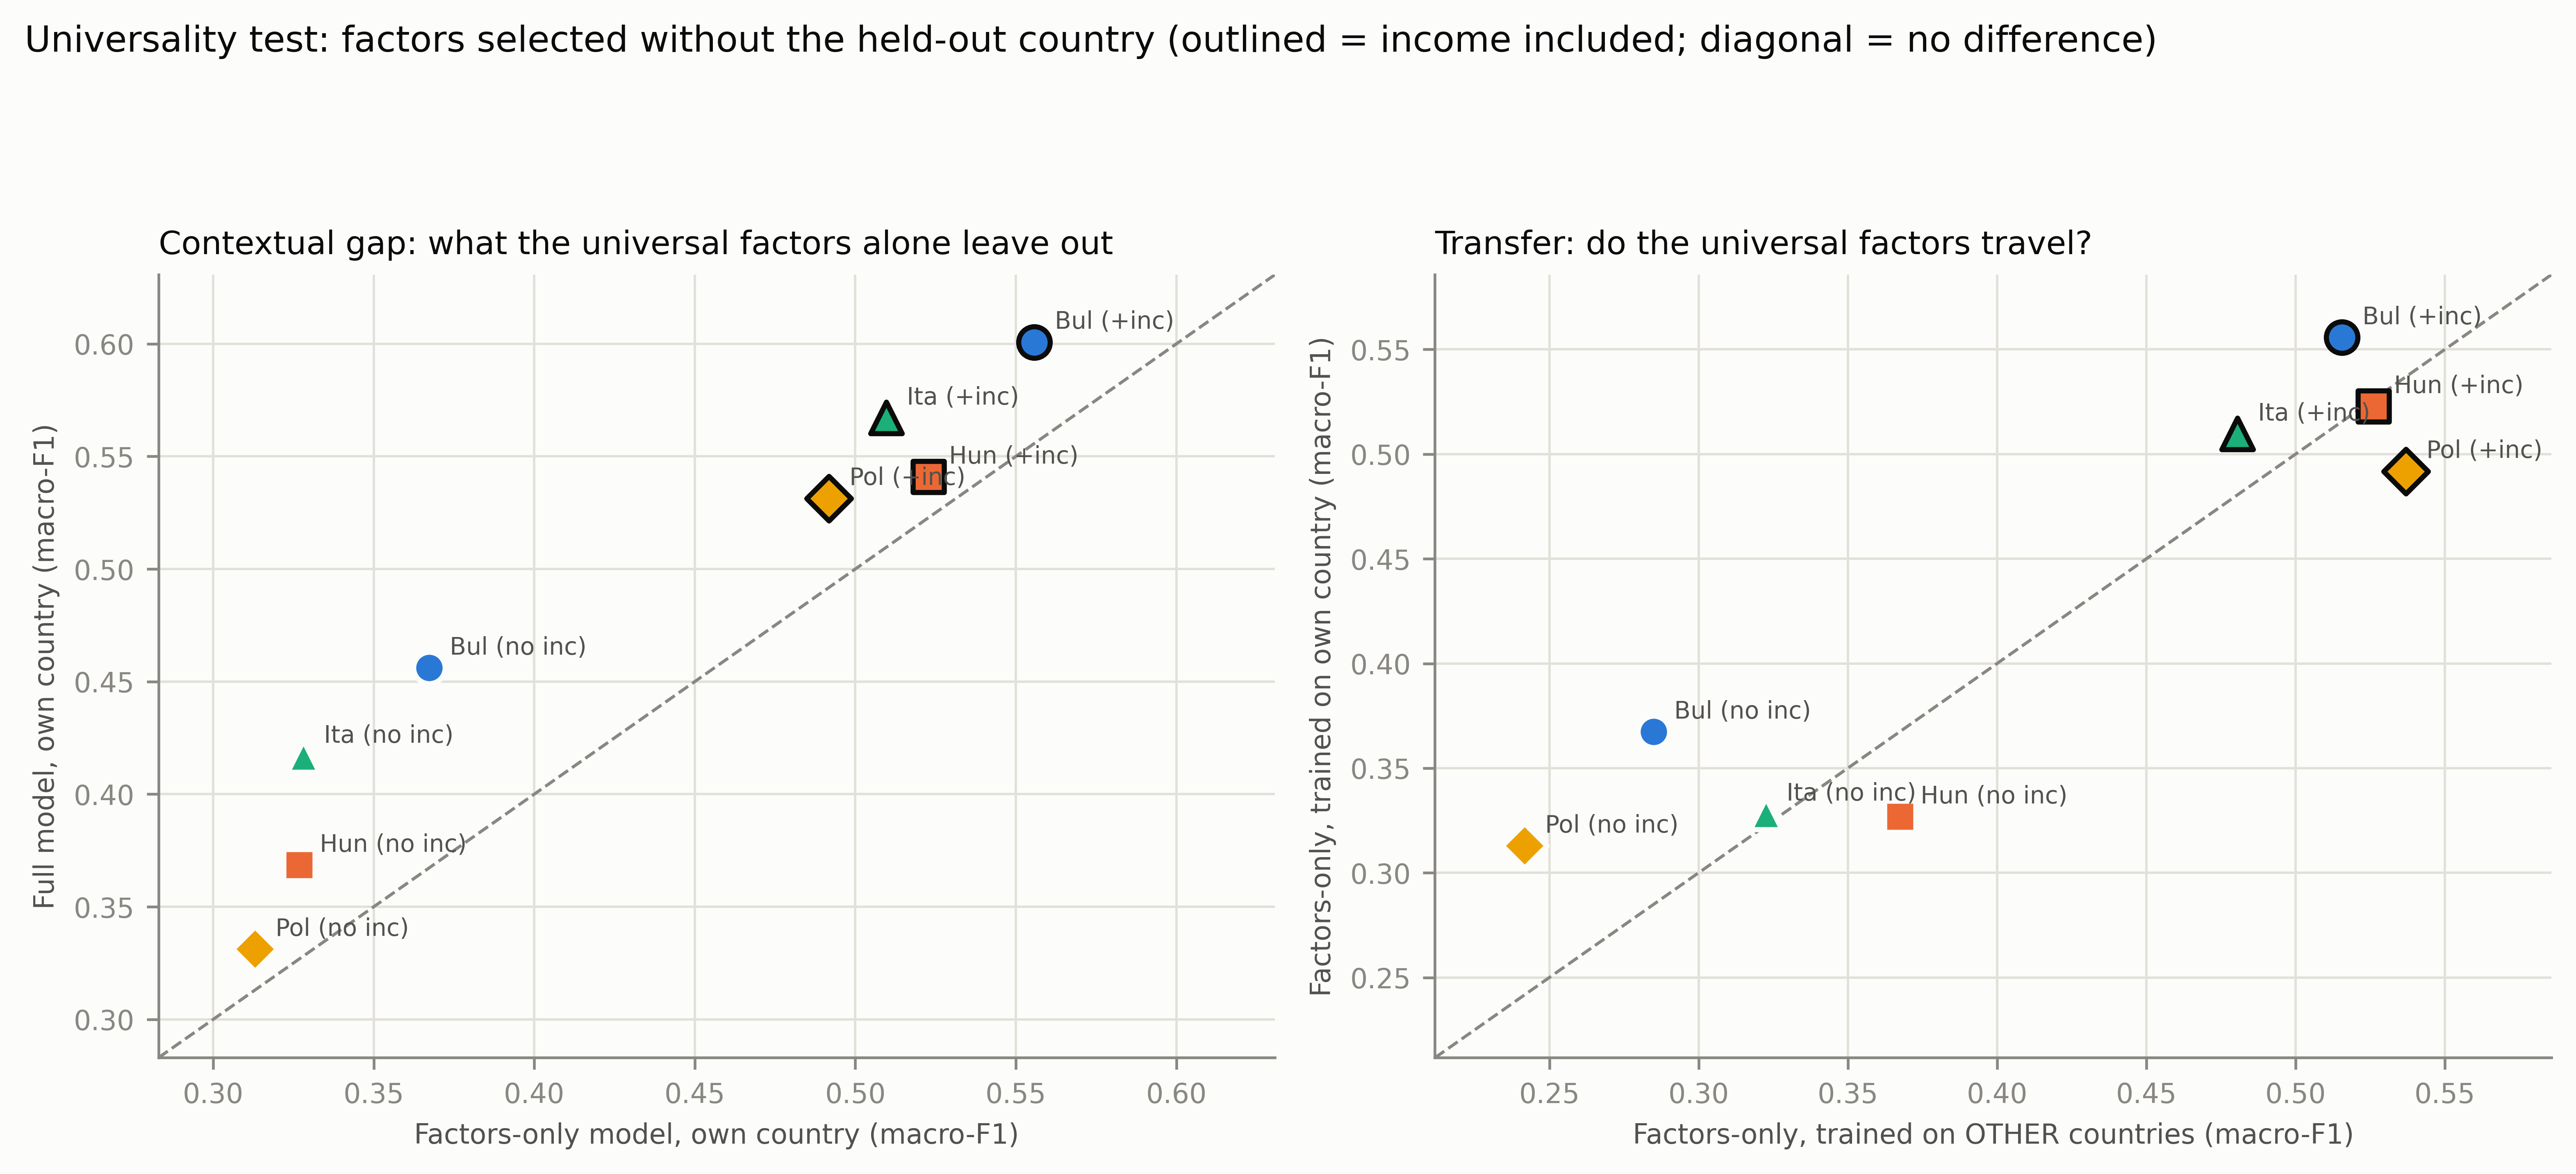 Universality test: factors selected without the held-out country (outlined = income included; diagonal = no difference)
Contextual gap: what the universal factors alone leave out
Full model, own country (macro-F1)
0.60
0.55
0.50
0.45
0.40
0.35
0.30
Bul (+inc)
Ita (+inc)
Hun (+inc)
Pol (+inc)
Bul (no inc)
Ita (no inc)
Hun (no inc)
Pol (no inc)
0.30 0.35 0.40 0.45 0.50 0.55 0.60
Factors-only model, own country (macro-F1)
Transfer: do the universal factors travel?
Factors-only, trained on own country (macro-F1)
0.55
0.50
0.45
0.40
0.35
0.30
0.25
Bul (+inc)
Hun (+inc)
Ita (+inc)
Pol (+inc)
Bul (no inc)
Ita (no inc)
Hun (no inc)
Pol (no inc)
0.25 0.30 0.35 0.40 0.45 0.50 0.55
Factors-only, trained on OTHER countries (macro-F1)